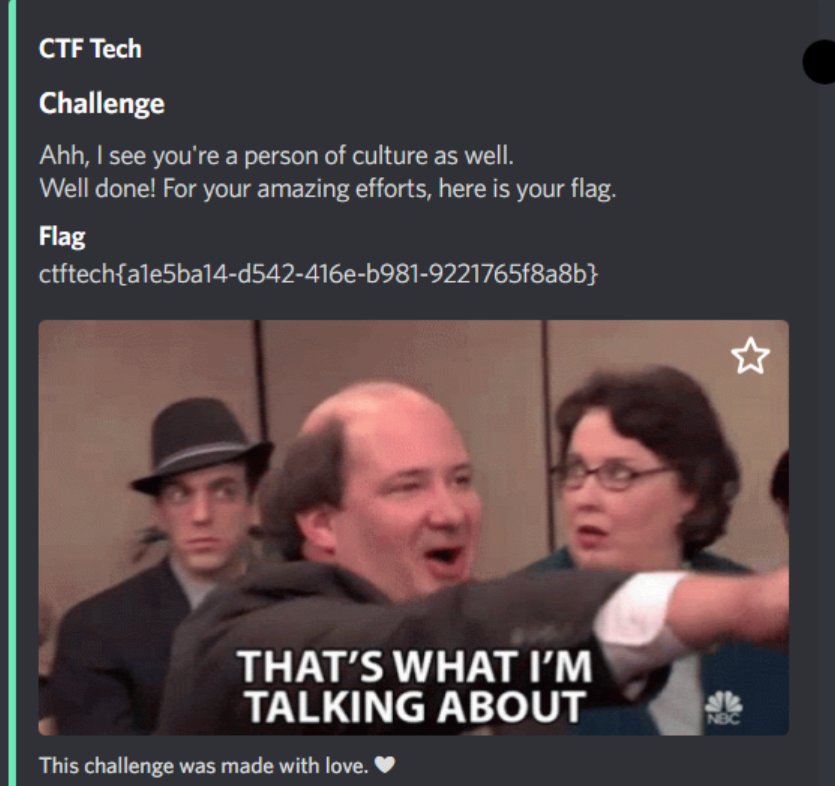 CTF Tech
Challenge
Ahh, I see you're a person of culture as well.
Well done! For your amazing efforts, here is your flag.
Flag
ctftech{a1e5ba14-d542-416e-b981-9221765f8a8b}
THAT'S WHAT I'M
TALKING ABOUT
NBC
This challenge was made with love. 🤍